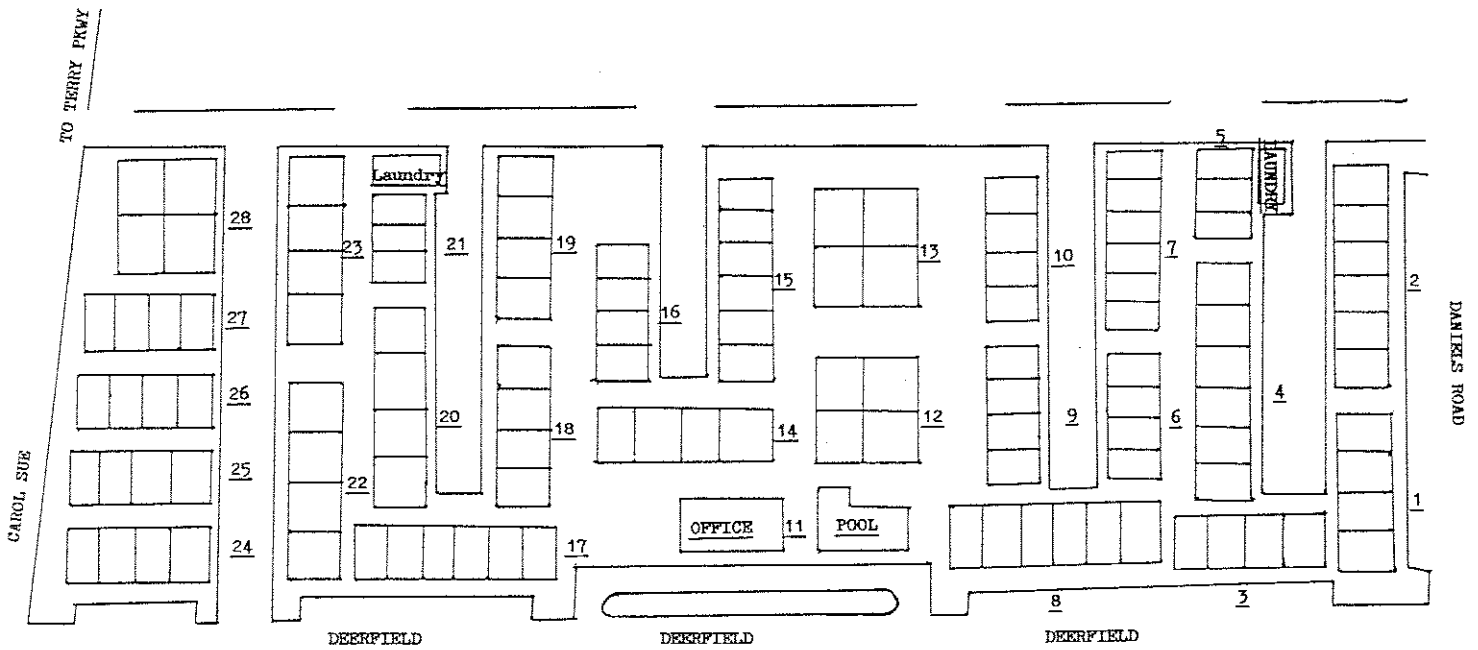 TO TERRY PKWY
5
LAUNDRY
Laundry
28
23
21
19
15
13
10
7
2
27
16
DANIELS ROAD
26
20
18
14
12
9
6
4
CAROL SUE
25
22
1
24
17
OFFICE
11
POOL
8
3
DEERFIELD
DEERFIELD
DEERFIELD